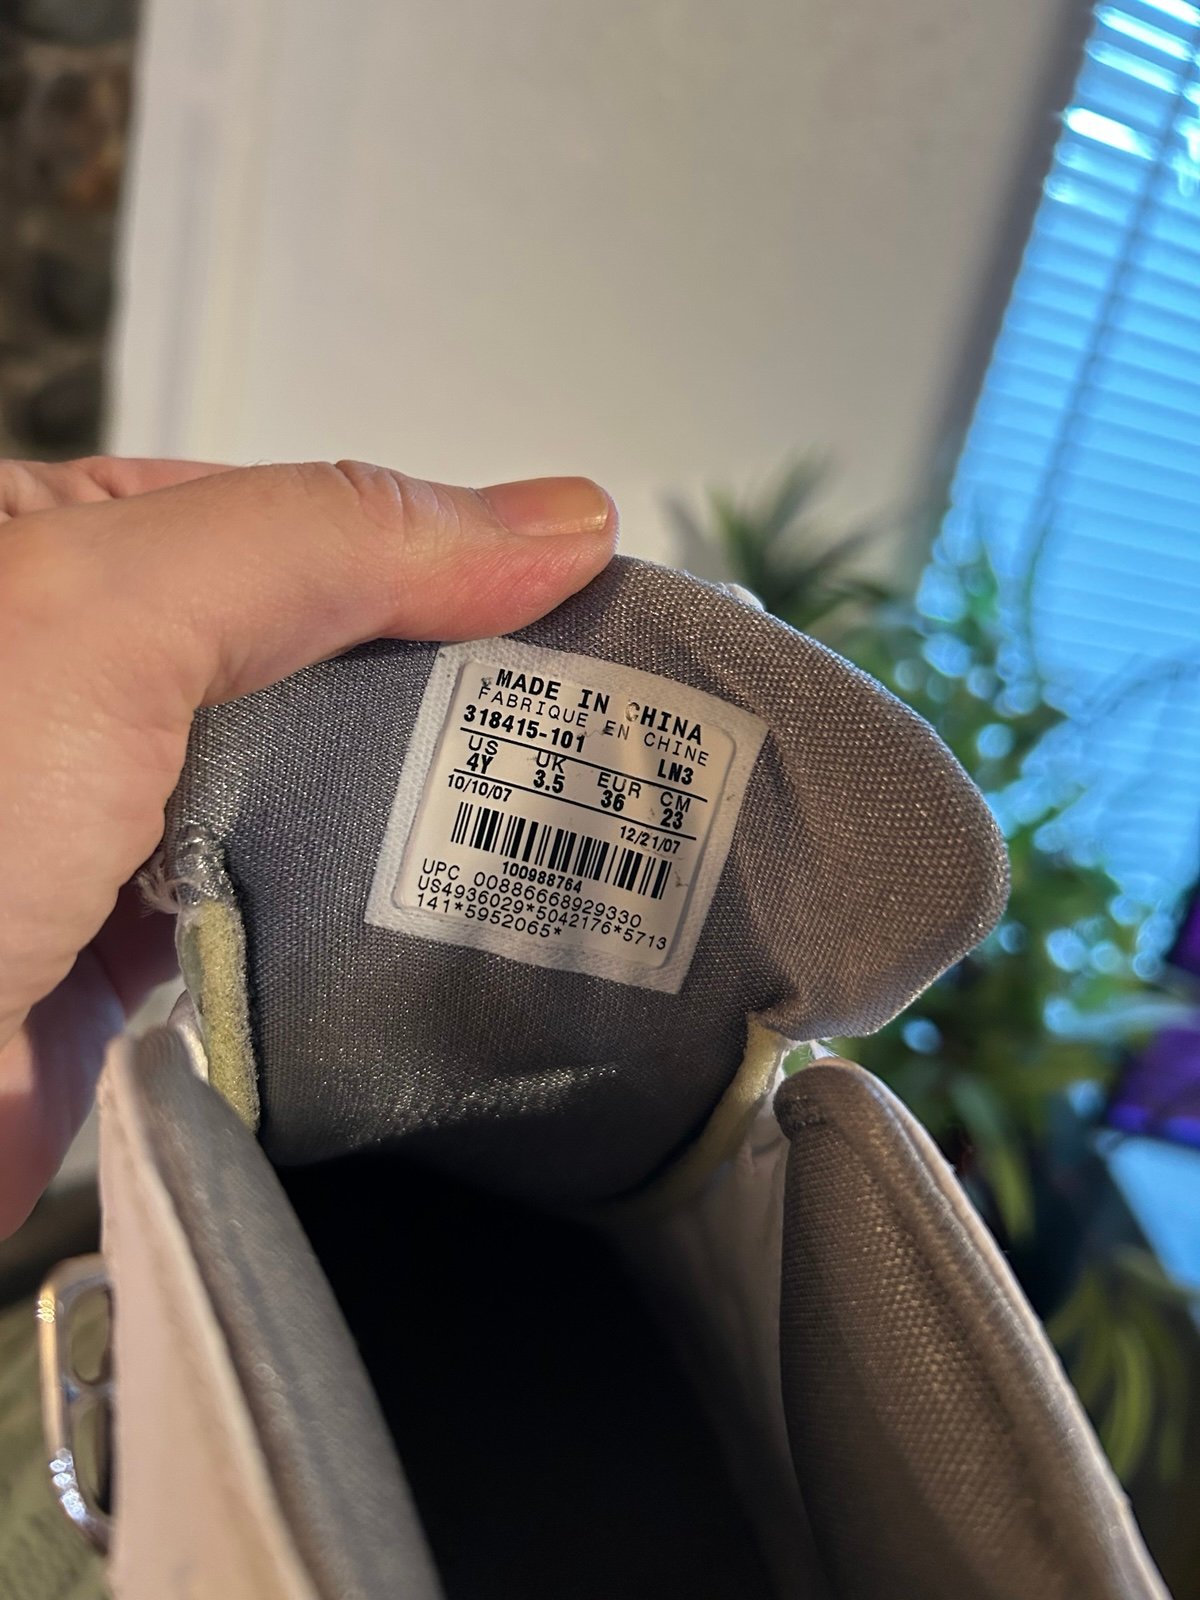 MADE IN CHINA
FABRIQUE EN CHINE
318415-101 LN3
US UK EUR CM
4Y 3.5 36 23
10/10/07 12/21/07
100988764
UPC 00886668929330
US4936029*5042176*5713
141*5952065*